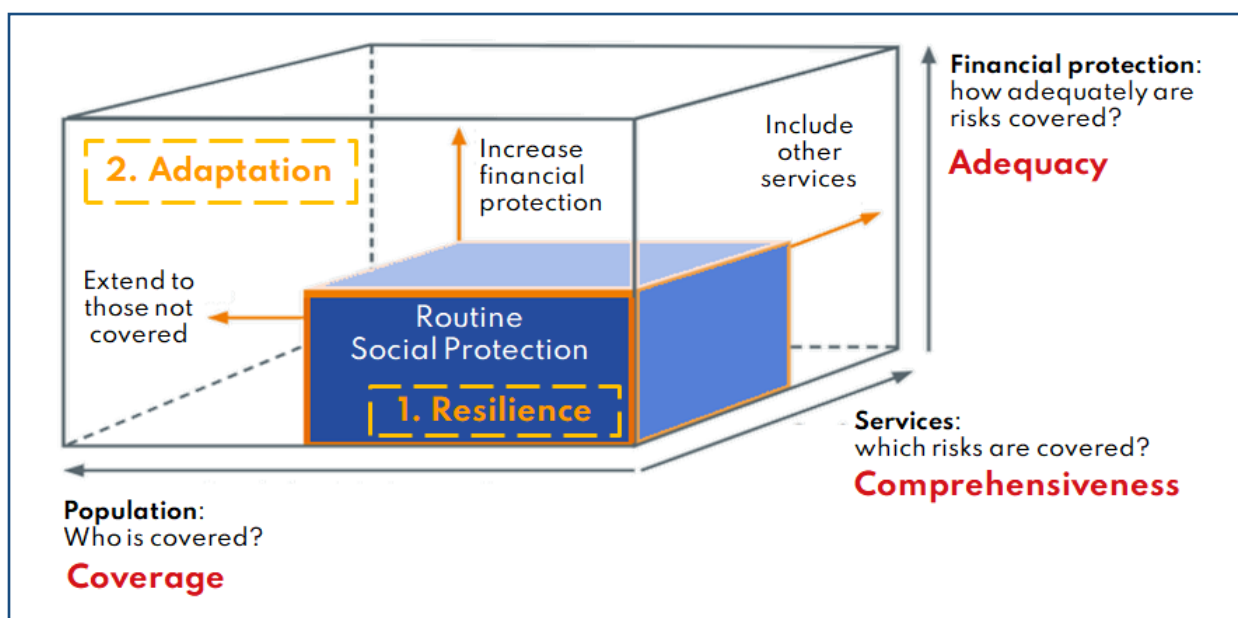 Financial protection:
how adequately are
risks covered?
Adequacy
Include
other
services
2. Adaptation
Increase
financial
protection
Extend to
those not
covered
Routine
Social Protection
1. Resilience
Services:
which risks are covered?
Comprehensiveness
Population:
Who is covered?
Coverage